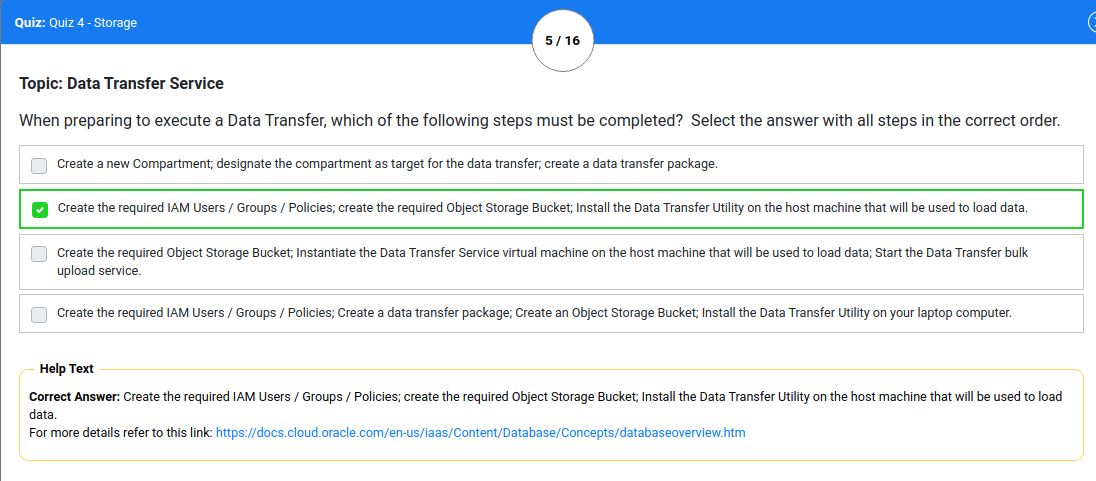 Quiz: Quiz 4 - Storage
5 / 16
Topic: Data Transfer Service
When preparing to execute a Data Transfer, which of the following steps must be completed?  Select the answer with all steps in the correct order.
Create a new Compartment; designate the compartment as target for the data transfer; create a data transfer package.
Create the required IAM Users / Groups / Policies; create the required Object Storage Bucket; Install the Data Transfer Utility on the host machine that will be used to load data.
Create the required Object Storage Bucket; Instantiate the Data Transfer Service virtual machine on the host machine that will be used to load data; Start the Data Transfer bulk
upload service.
Create the required IAM Users / Groups / Policies; Create a data transfer package; Create an Object Storage Bucket; Install the Data Transfer Utility on your laptop computer.
Help Text
Correct Answer: Create the required IAM Users / Groups / Policies; create the required Object Storage Bucket; Install the Data Transfer Utility on the host machine that will be used to load
data.
For more details refer to this link: https://docs.cloud.oracle.com/en-us/iaas/Content/Database/Concepts/databaseoverview.htm